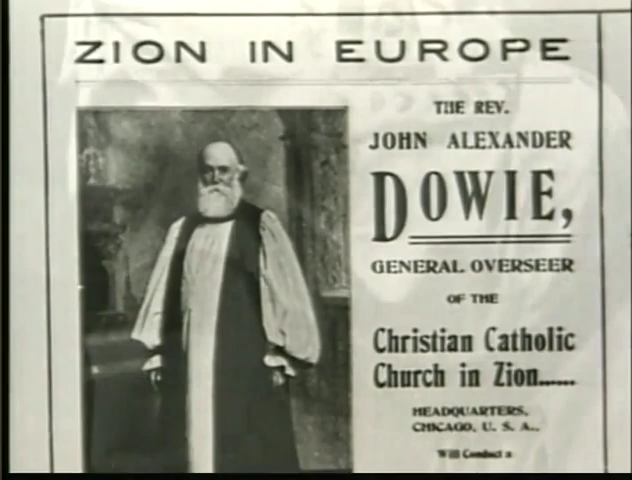 ZION IN EUROPE
THE REV.
JOHN ALEXANDER
DOWIE,
GENERAL OVERSEER
OF THE
Christian Catholic
Church in Zion......
HEADQUARTERS,
CHICAGO, U. S. A.,
Will Conduct a